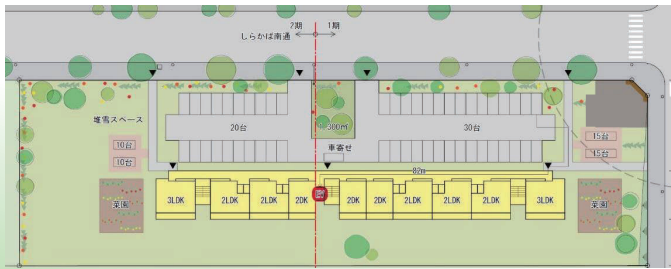 2期 1期
しらかば南通
堆雪スペース
20台
300㎡
30台
10台
10台
15台
15台
車寄せ
82m
菜園
3LDK 2LDK 2LDK 2DK 2DK 2DK 2LDK 2LDK 2LDK 3LDK
菜園